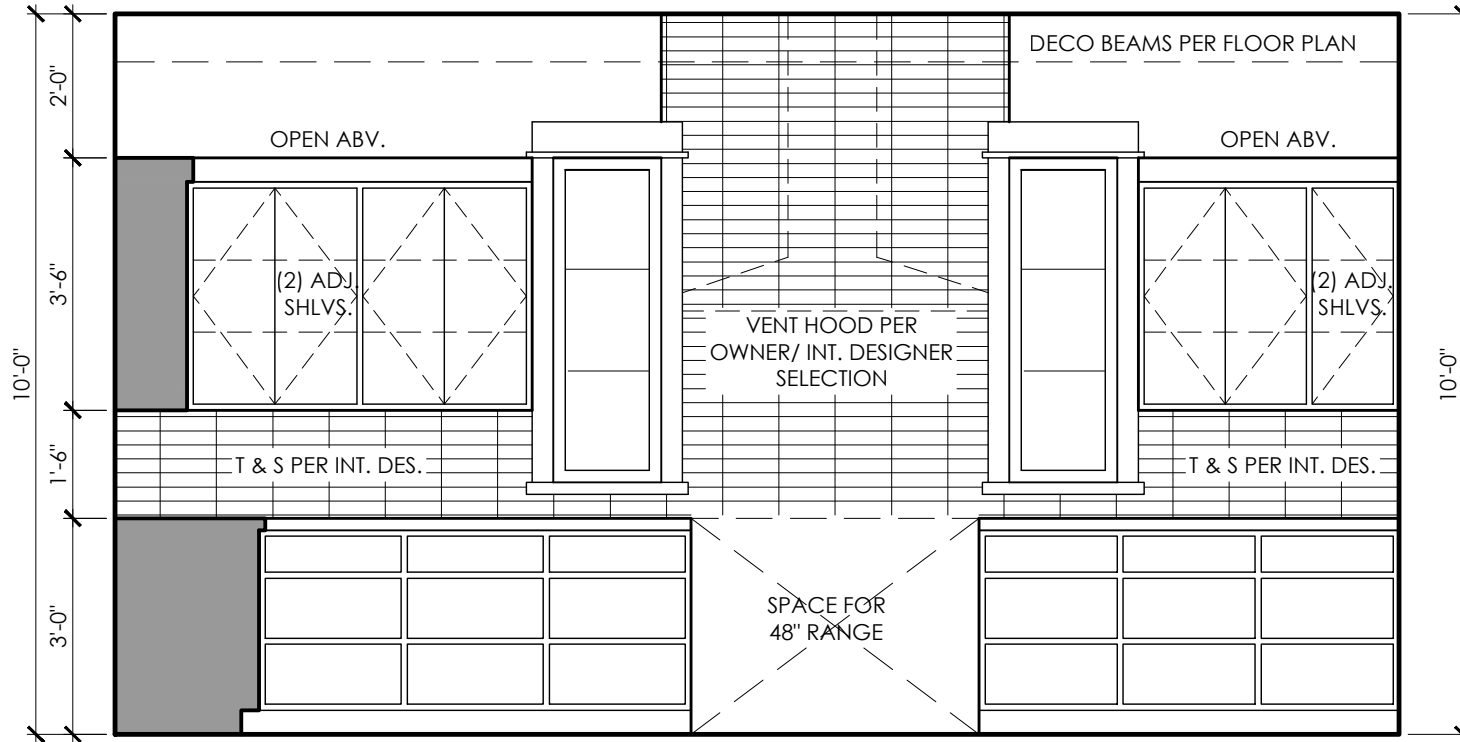 DECO BEAMS PER FLOOR PLAN
2'-0"
OPEN ABV.
OPEN ABV.
(2) ADJ.
SHLVS.
(2) ADJ.
SHLVS.
3'-6"
VENT HOOD PER
OWNER/ INT. DESIGNER
SELECTION
10'-0"
10'-0"
1'-6"
T & S PER INT. DES.
T & S PER INT. DES.
3'-0"
SPACE FOR
48" RANGE